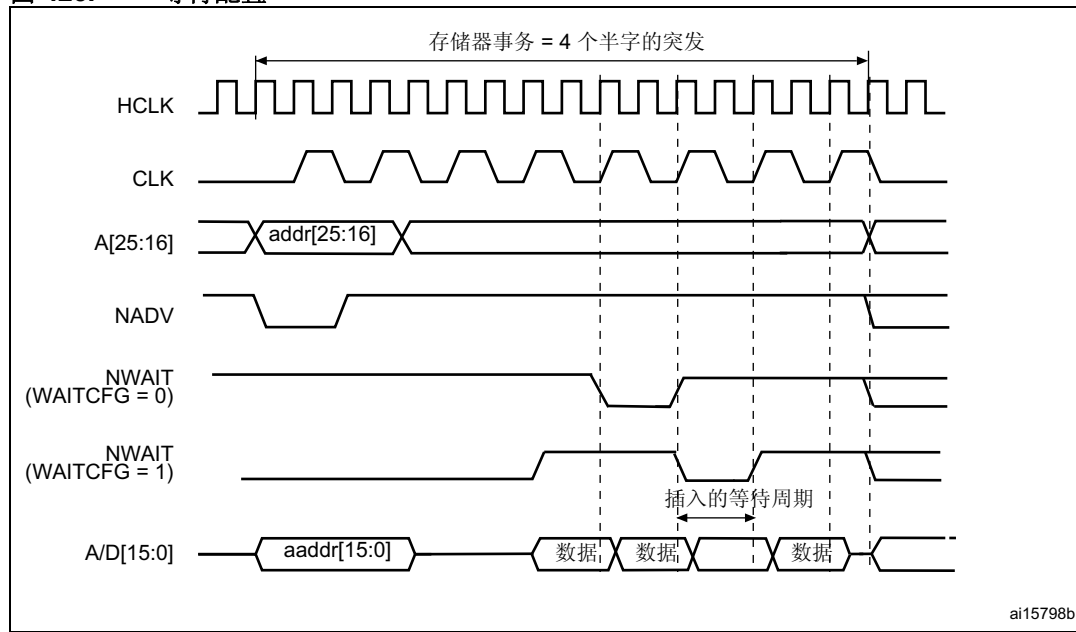 存储器事务 = 4 个半字的突发
HCLK
CLK
A[25:16]
addr[25:16]
NADV
NWAIT
(WAITCFG = 0)
NWAIT
(WAITCFG = 1)
插入的等待周期
A/D[15:0]
aaddr[15:0]
数据
数据
数据
ai15798b